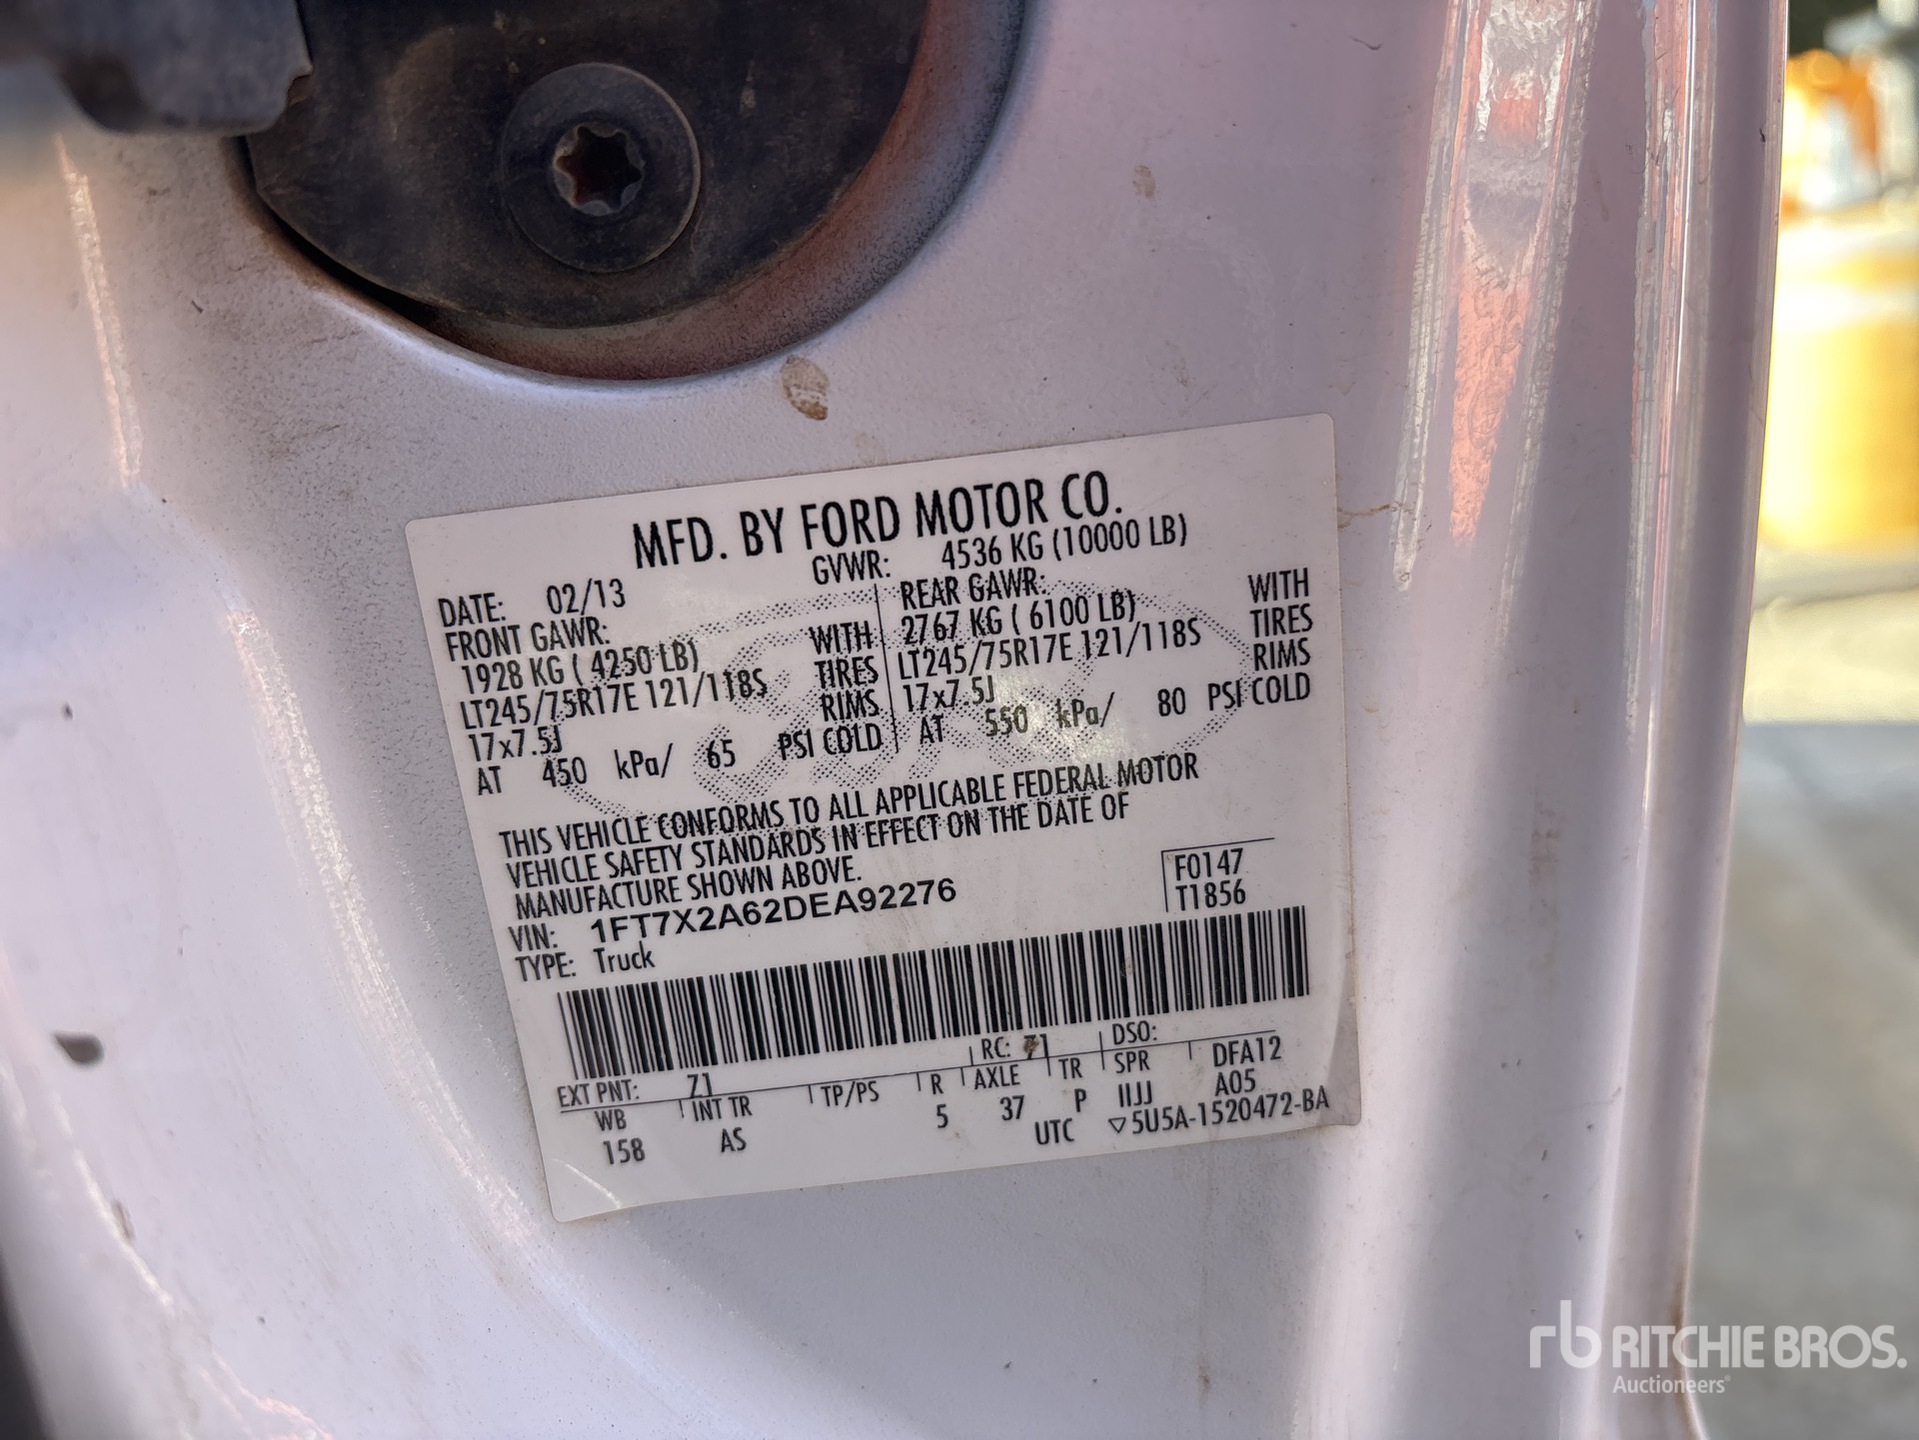 MFD. BY FORD MOTOR CO.
DATE: 02/13 GVWR: 4536 KG (10000 LB)
FRONT GAWR: REAR GAWR:
1928 KG ( 4250 LB) WITH 2767 KG ( 6100 LB) WITH
LT245/75R17E 121/118S TIRES LT245/75R17E 121/118S TIRES
17x7.5J RIMS 17x7.5J RIMS
AT 450 kPa/ 65 PSI COLD AT 550 kPa/ 80 PSI COLD
THIS VEHICLE CONFORMS TO ALL APPLICABLE FEDERAL MOTOR
VEHICLE SAFETY STANDARDS IN EFFECT ON THE DATE OF
MANUFACTURE SHOWN ABOVE.
VIN: 1FT7X2A62DEA92276 F0147
TYPE: Truck T1856
EXT PNT: Z1 RC: 71 DSO:
WB INT TR TP/PS R AXLE TR SPR DFA12
158 AS 5 37 P IIJJ A05
UTC ▽5U5A-1520472-BA
rb RITCHIE BROS.
Auctioneers